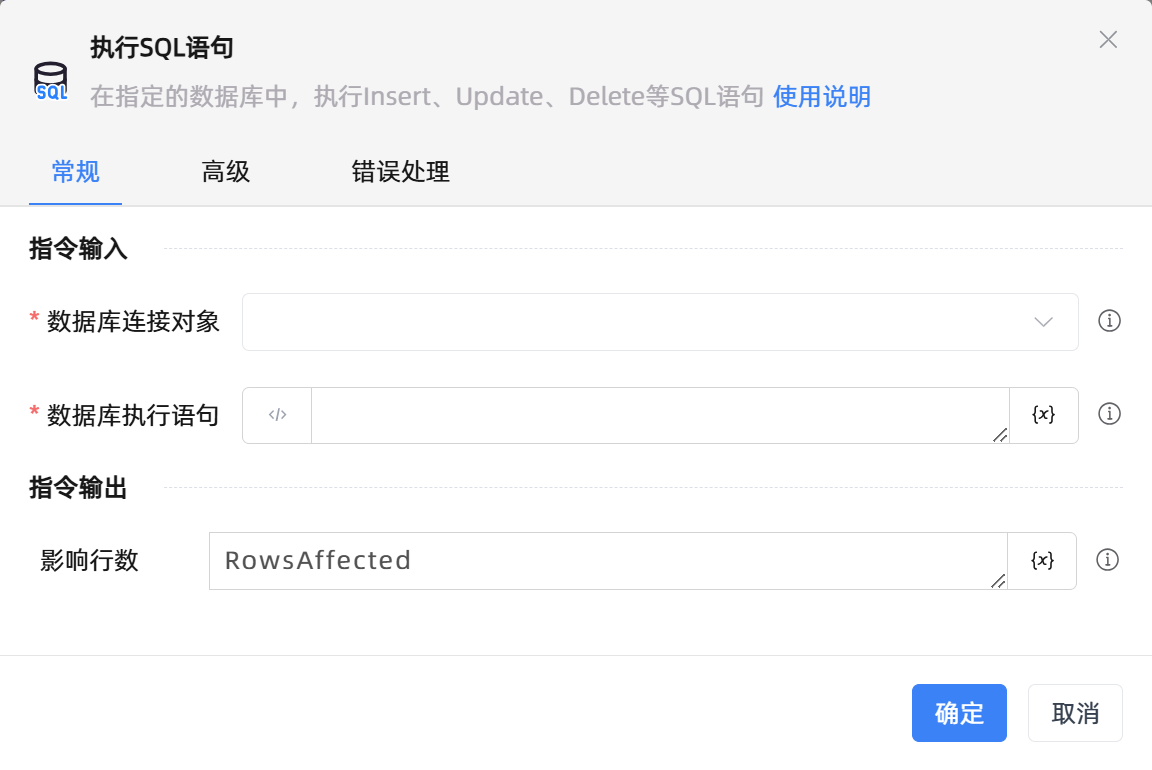 执行SQL语句
SQL
在指定的数据库中，执行Insert、Update、Delete等SQL语句 使用说明
常规 高级 错误处理
指令输入
* 数据库连接对象
* 数据库执行语句 </> {x}
指令输出
影响行数 RowsAffected {x}
确定 取消